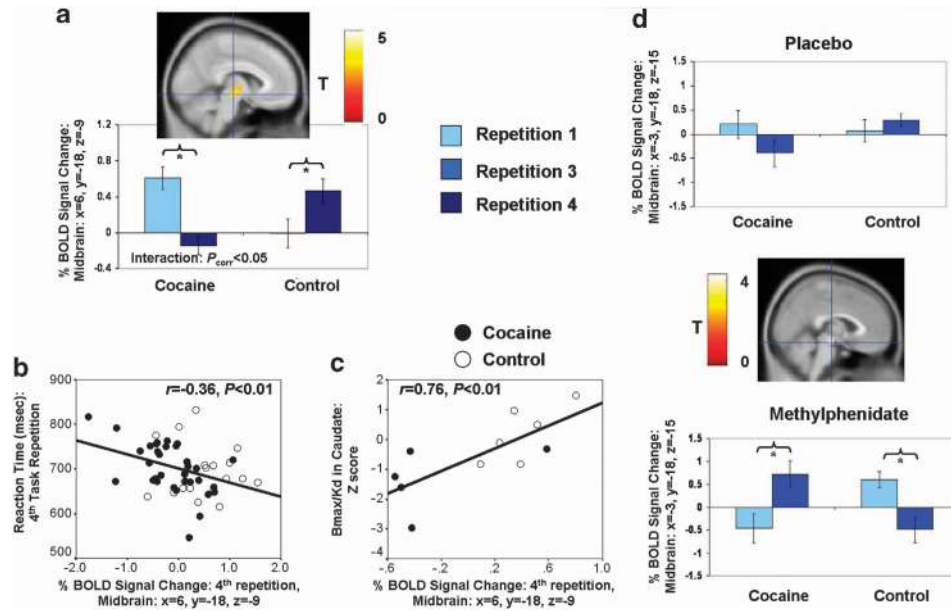 a
5
T
0
% BOLD Signal Change:
Midbrain: x=6, y=-18, z=-9
1.2
0.8
0.4
0
-0.4
*
*
Interaction: Pcorr<0.05
Cocaine
Control
Repetition 1
Repetition 3
Repetition 4
Cocaine
Control
b
Reaction Time (msec):
4th Task Repetition
900
800
700
600
500
r=-0.36, P<0.01
-2.0
-1.0
0.0
1.0
2.0
% BOLD Signal Change: 4th repetition,
Midbrain: x=6, y=-18, z=-9
c
Bmax/Kd in Caudate:
Z score
2
1
0
-1
-2
-3
-4
r=0.76, P<0.01
-.6
-.2
.2
.6
1.0
% BOLD Signal Change: 4th repetition,
Midbrain: x=6, y=-18, z=-9
d
Placebo
% BOLD Signal Change:
Midbrain: x=-3, y=-18, z=-15
1.5
1
0.5
0
-0.5
-1
-1.5
Cocaine
Control
4
T
0
Methylphenidate
% BOLD Signal Change:
Midbrain: x=-3, y=-18, z=-15
1.5
1
0.5
0
-0.5
-1
-1.5
*
*
Cocaine
Control